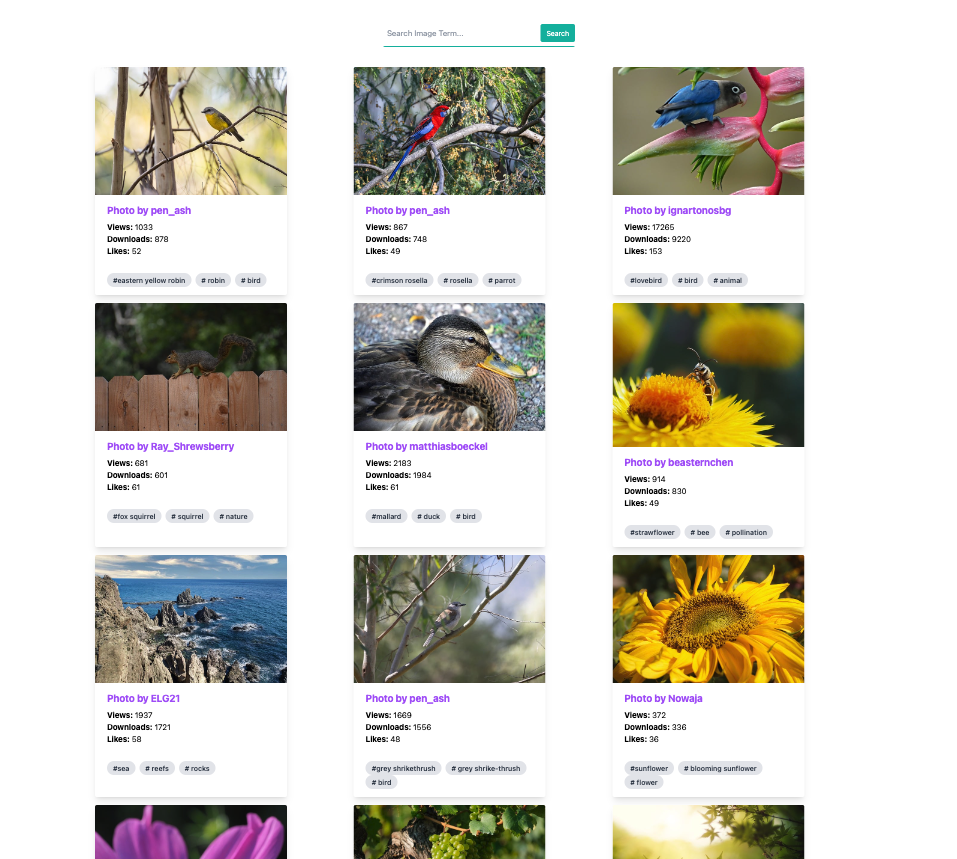 Search Image Term...
Search
Photo by pen_ash
Views: 1033
Downloads: 878
Likes: 52
#eastern yellow robin
# robin
# bird
Photo by pen_ash
Views: 867
Downloads: 748
Likes: 49
#crimson rosella
# rosella
# parrot
Photo by ignartonosbg
Views: 17265
Downloads: 9220
Likes: 153
#lovebird
# bird
# animal
Photo by Ray_Shrewsberry
Views: 681
Downloads: 601
Likes: 61
#fox squirrel
# squirrel
# nature
Photo by matthiasboeckel
Views: 2183
Downloads: 1984
Likes: 61
#mallard
# duck
# bird
Photo by beasternchen
Views: 914
Downloads: 830
Likes: 49
#strawflower
# bee
# pollination
Photo by ELG21
Views: 1937
Downloads: 1721
Likes: 58
#sea
# reefs
# rocks
Photo by pen_ash
Views: 1669
Downloads: 1556
Likes: 48
#grey shrikethrush
# grey shrike-thrush
# bird
Photo by Nowaja
Views: 372
Downloads: 336
Likes: 36
#sunflower
# blooming sunflower
# flower